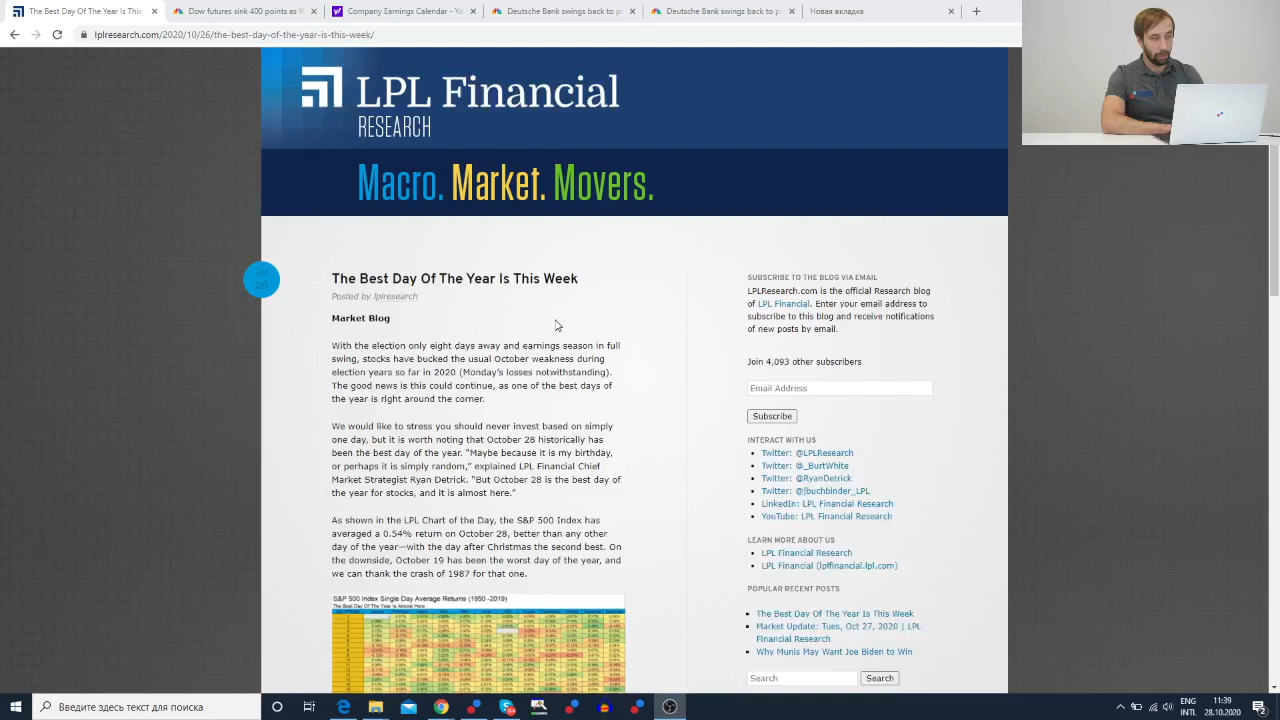 The Best Day Of The Year Is This
Dow futures sink 400 points as V
Company Earnings Calendar - Ya
Deutsche Bank swings back to p
Deutsche Bank swings back to p
Новая вкладка
lplresearch.com/2020/10/26/the-best-day-of-the-year-is-this-week/
LPL Financial
RESEARCH
Macro. Market. Movers.
Oct
26
The Best Day Of The Year Is This Week
Posted by lplresearch
Market Blog
With the election only eight days away and earnings season in full
swing, stocks have bucked the usual October weakness during
election years so far in 2020 (Monday's losses notwithstanding).
The good news is this could continue, as one of the best days of
the year is right around the corner.
We would like to stress you should never invest based on simply
one day, but it is worth noting that October 28 historically has
been the best day of the year. "Maybe because it is my birthday,
or perhaps it is simply random," explained LPL Financial Chief
Market Strategist Ryan Detrick. "But October 28 is the best day of
the year for stocks, and it is almost here."
As shown in the LPL Chart of the Day, the S&P 500 Index has
averaged a 0.54% return on October 28, better than any other
day of the year—with the day after Christmas the second best. On
the downside, October 19 has been the worst day of the year, and
we can thank the crash of 1987 for that one.
S&P 500 Index Single Day Average Returns (1950 -2019)
The Best Day Of The Year Is Almost Here
SUBSCRIBE TO THE BLOG VIA EMAIL
LPLResearch.com is the official Research blog
of LPL Financial. Enter your email address to
subscribe to this blog and receive notifications
of new posts by email.
Join 4,093 other subscribers
Email Address
Subscribe
INTERACT WITH US
Twitter: @LPLResearch
Twitter: @_BurtWhite
Twitter: @RyanDetrick
Twitter: @jbuchbinder_LPL
LinkedIn: LPL Financial Research
YouTube: LPL Financial Research
LEARN MORE ABOUT US
LPL Financial Research
LPL Financial (lplfinancial.lpl.com)
POPULAR RECENT POSTS
The Best Day Of The Year Is This Week
Market Update: Tues, Oct 27, 2020 | LPL
Financial Research
Why Munis May Want Joe Biden to Win
Search
Search
Введите здесь текст для поиска
ENG
INTL
11:39
28.10.2020
2